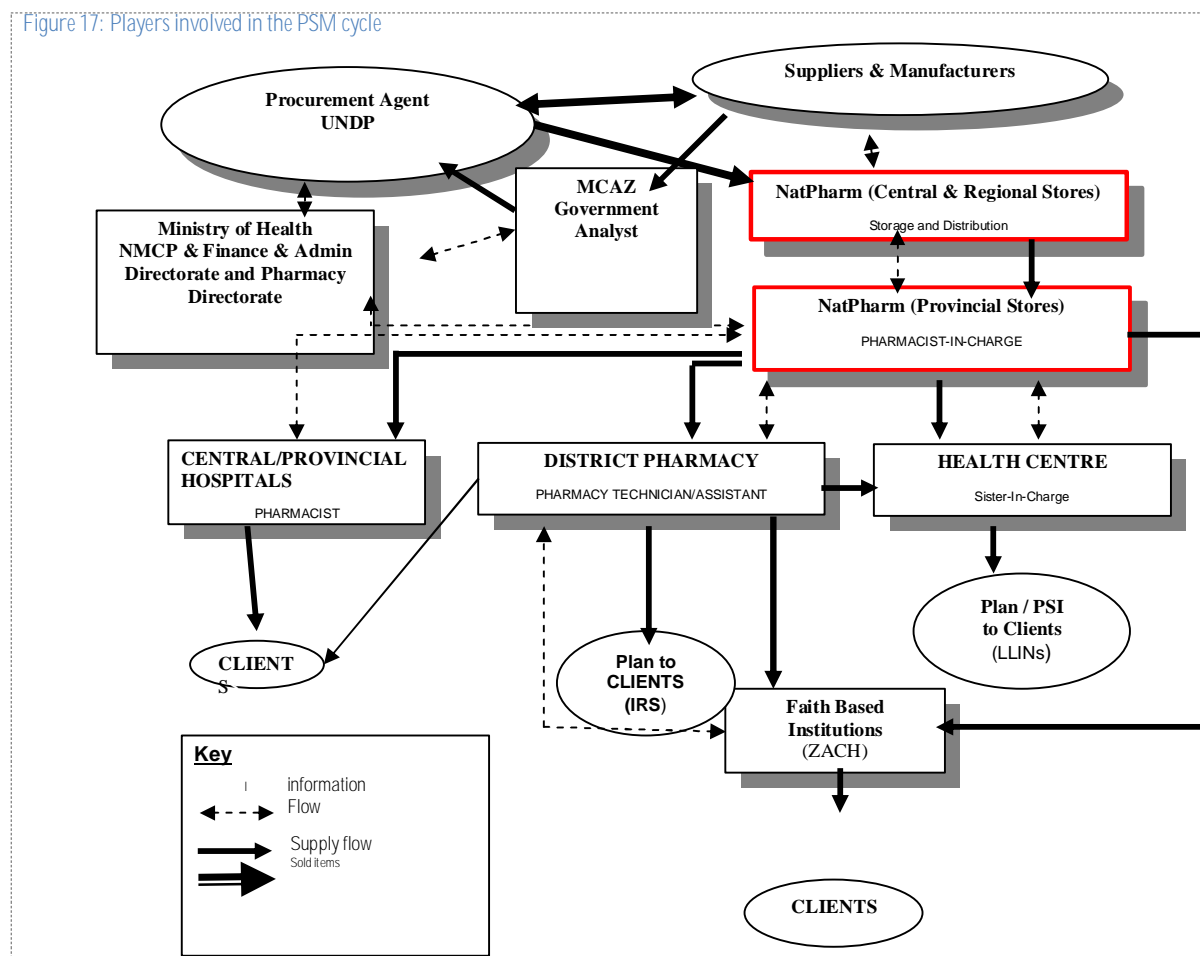 Figure 17: Players involved in the PSM cycle
Suppliers & Manufacturers
Procurement Agent
UNDP
MCAZ
Government
Analyst
NatPharm (Central & Regional Stores)
Storage and Distribution
Ministry of Health
NMCP & Finance & Admin
Directorate and Pharmacy
Directorate
NatPharm (Provincial Stores)
PHARMACIST-IN-CHARGE
CENTRAL/PROVINCIAL
HOSPITALS
PHARMACIST
DISTRICT PHARMACY
PHARMACY TECHNICIAN/ASSISTANT
HEALTH CENTRE
Sister-In-Charge
CLIENT
S
Plan to
CLIENTS
(IRS)
Plan / PSI
to Clients
(LLINs)
Faith Based
Institutions
(ZACH)
Key
information
Flow
Supply flow
Sold items
CLIENTS